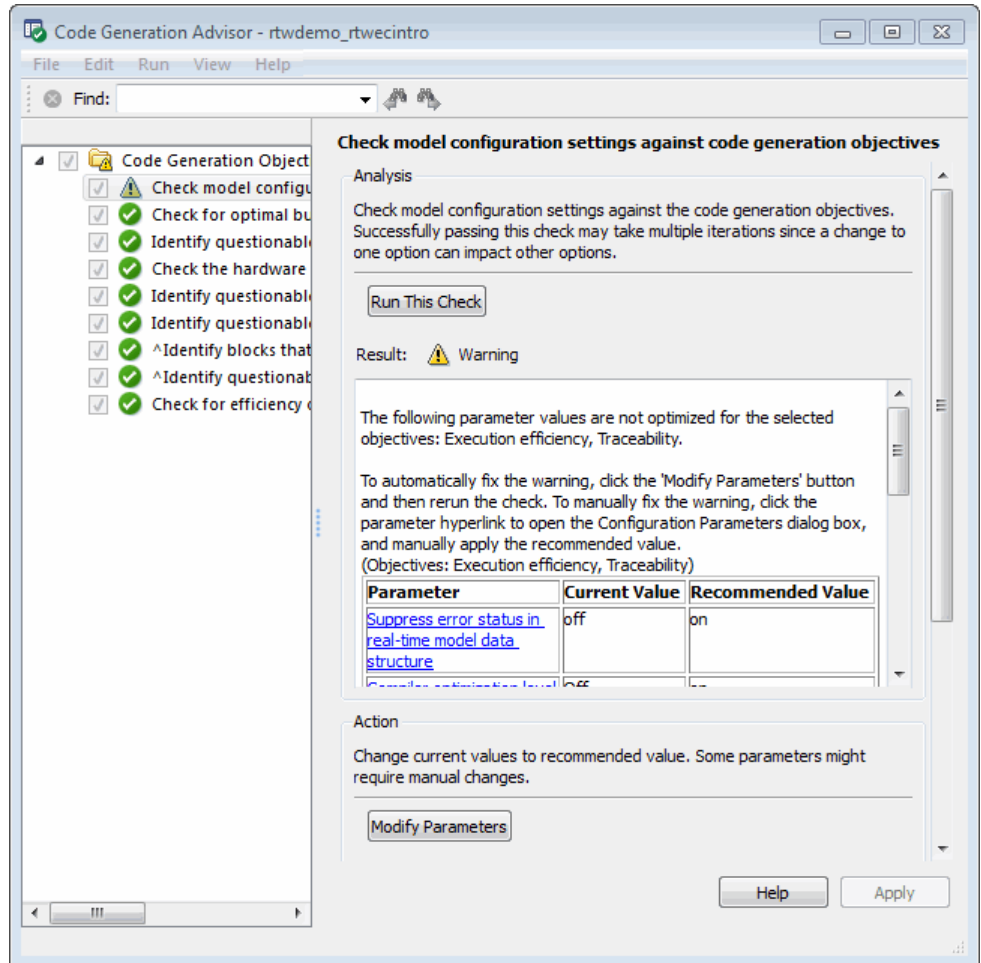 Code Generation Advisor - rtwdemo_rtwecintro
File Edit Run View Help
Find:
Code Generation Object
Check model configu
Check for optimal bu
Identify questionabl
Check the hardware
Identify questionabl
Identify questionabl
^Identify blocks that
^Identify questionab
Check for efficiency
Check model configuration settings against code generation objectives
Analysis
Check model configuration settings against the code generation objectives.
Successfully passing this check may take multiple iterations since a change to
one option can impact other options.
Run This Check
Result: Warning
The following parameter values are not optimized for the selected
objectives: Execution efficiency, Traceability.
To automatically fix the warning, click the 'Modify Parameters' button
and then rerun the check. To manually fix the warning, click the
parameter hyperlink to open the Configuration Parameters dialog box,
and manually apply the recommended value.
(Objectives: Execution efficiency, Traceability)
Parameter Current Value Recommended Value
Suppress error status in off on
real-time model data
structure
Compiler optimization level Off on
Action
Change current values to recommended value. Some parameters might
require manual changes.
Modify Parameters
Help Apply